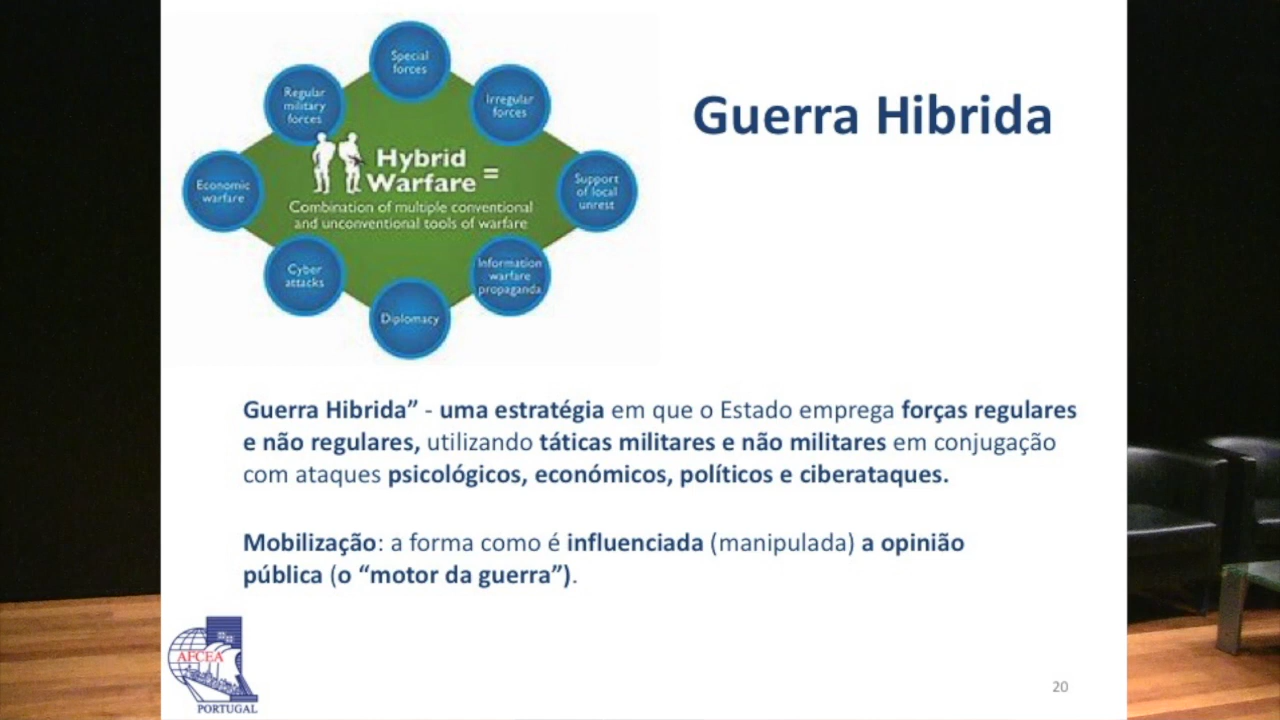 Guerra Hibrida
Special
forces
Regular
military
forces
Irregular
forces
Hybrid
Warfare =
Combination of multiple conventional
and unconventional tools of warfare
Economic
warfare
Support
of local
unrest
Cyber
attacks
Information
warfare
propaganda
Diplomacy
Guerra Hibrida” - uma estratégia em que o Estado emprega forças regulares
e não regulares, utilizando táticas militares e não militares em conjugação
com ataques psicológicos, económicos, políticos e ciberataques.
Mobilização: a forma como é influenciada (manipulada) a opinião
pública (o “motor da guerra”).
AFCEA
PORTUGAL
20